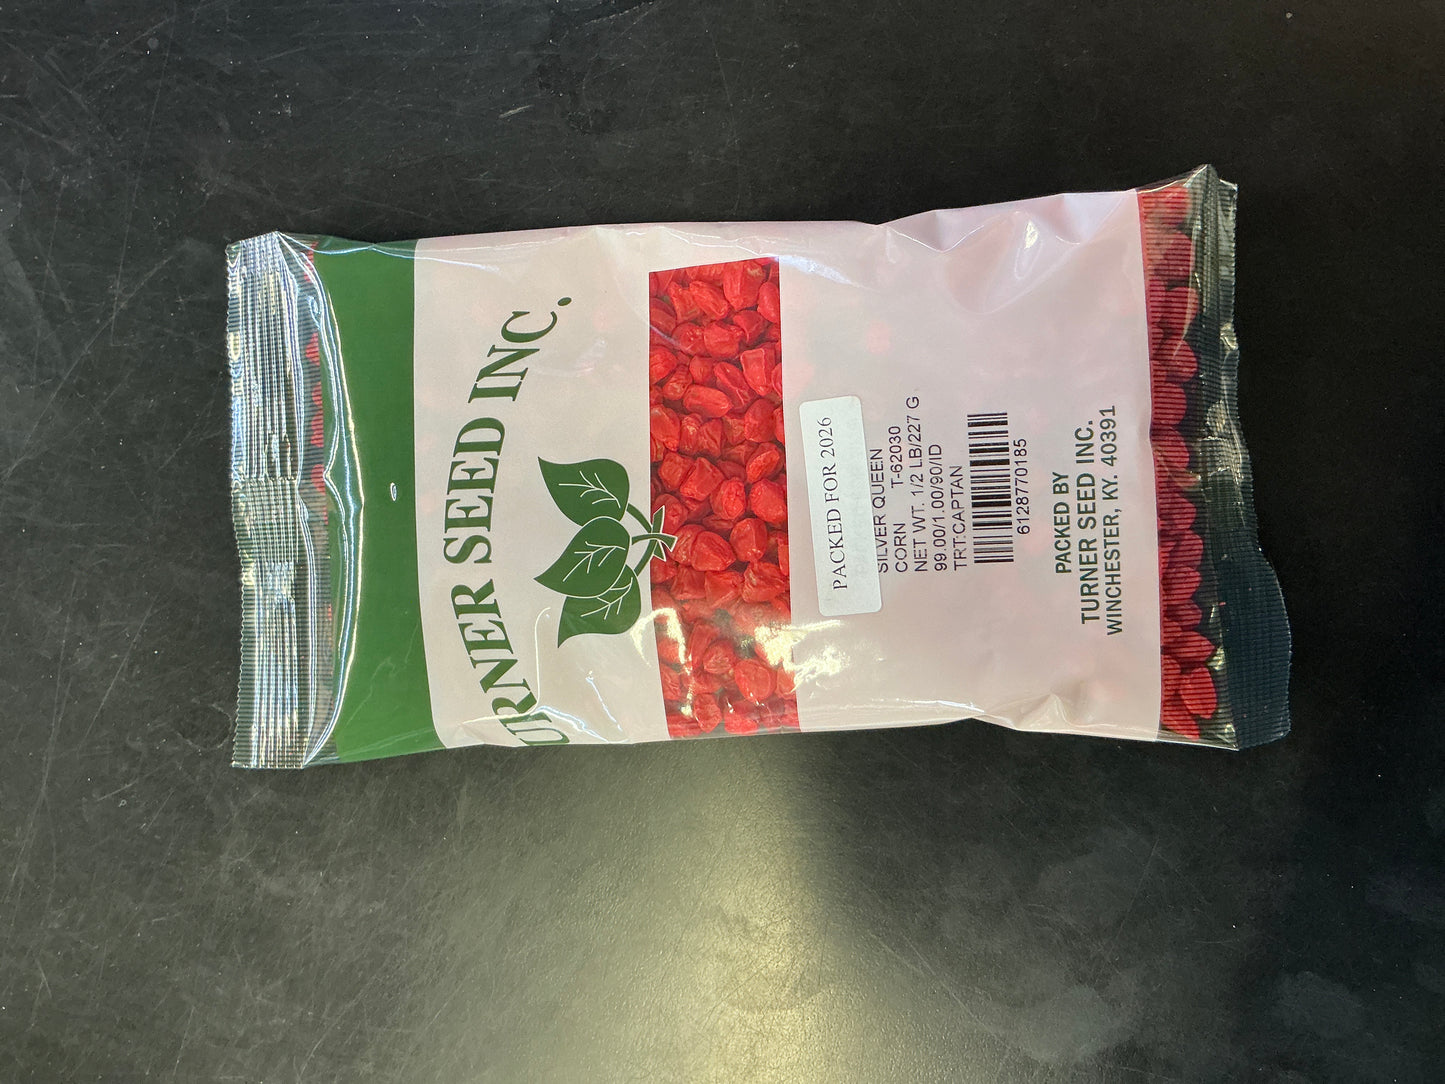 TURNER SEED INC.
PACKED FOR 2026
SILVER QUEEN
CORN T-62030
NET WT. 1/2 LB/227 G
99.00/1.00/90/ID
TRT:CAPTAN
6128770185
PACKED BY
TURNER SEED INC.
WINCHESTER, KY. 40391